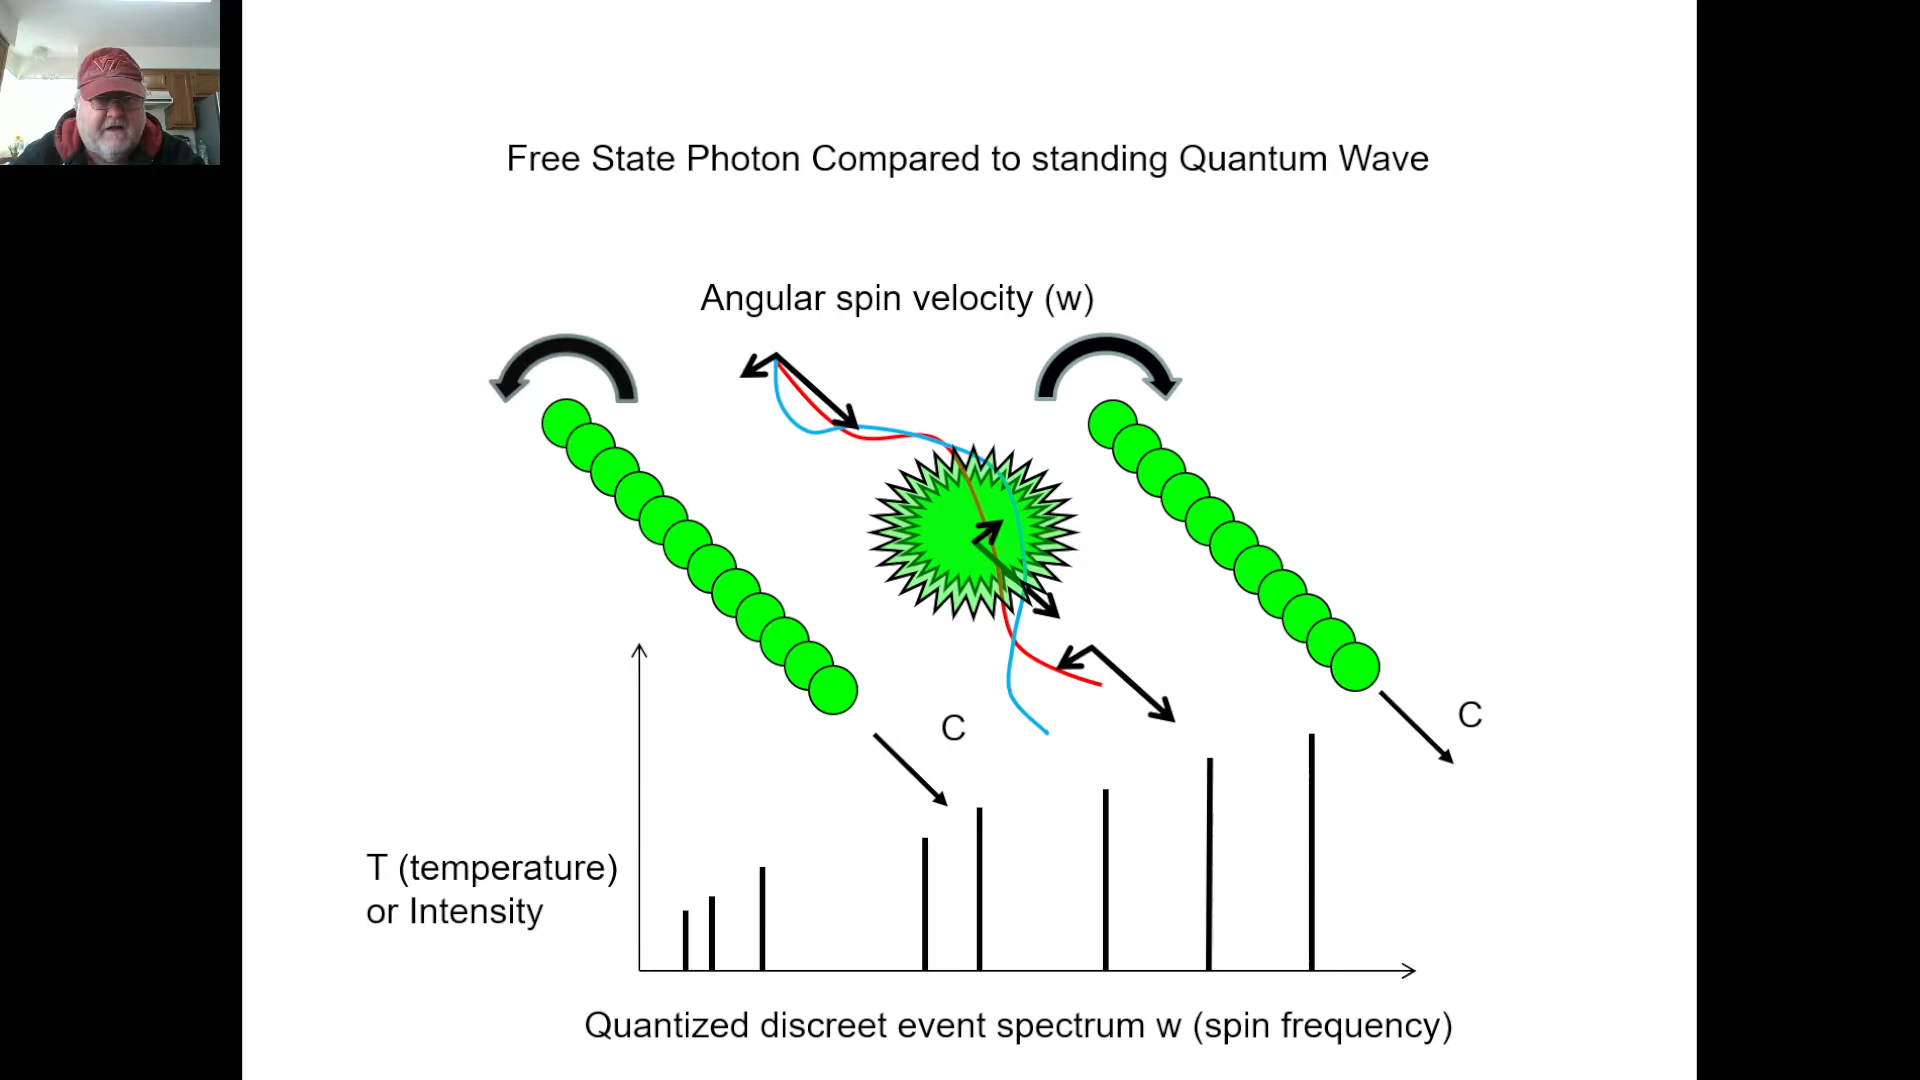 VT
Free State Photon Compared to standing Quantum Wave
Angular spin velocity (w)
C
C
T (temperature)
or Intensity
Quantized discreet event spectrum w (spin frequency)